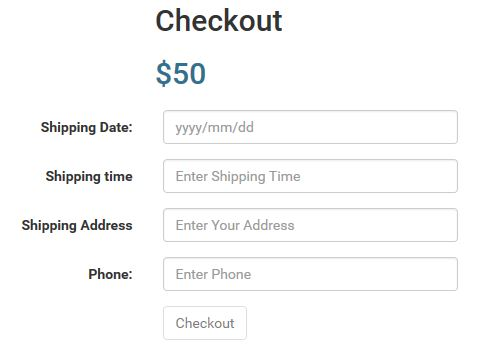 Checkout
$50
Shipping Date: yyyy/mm/dd
Shipping time Enter Shipping Time
Shipping Address Enter Your Address
Phone: Enter Phone
Checkout